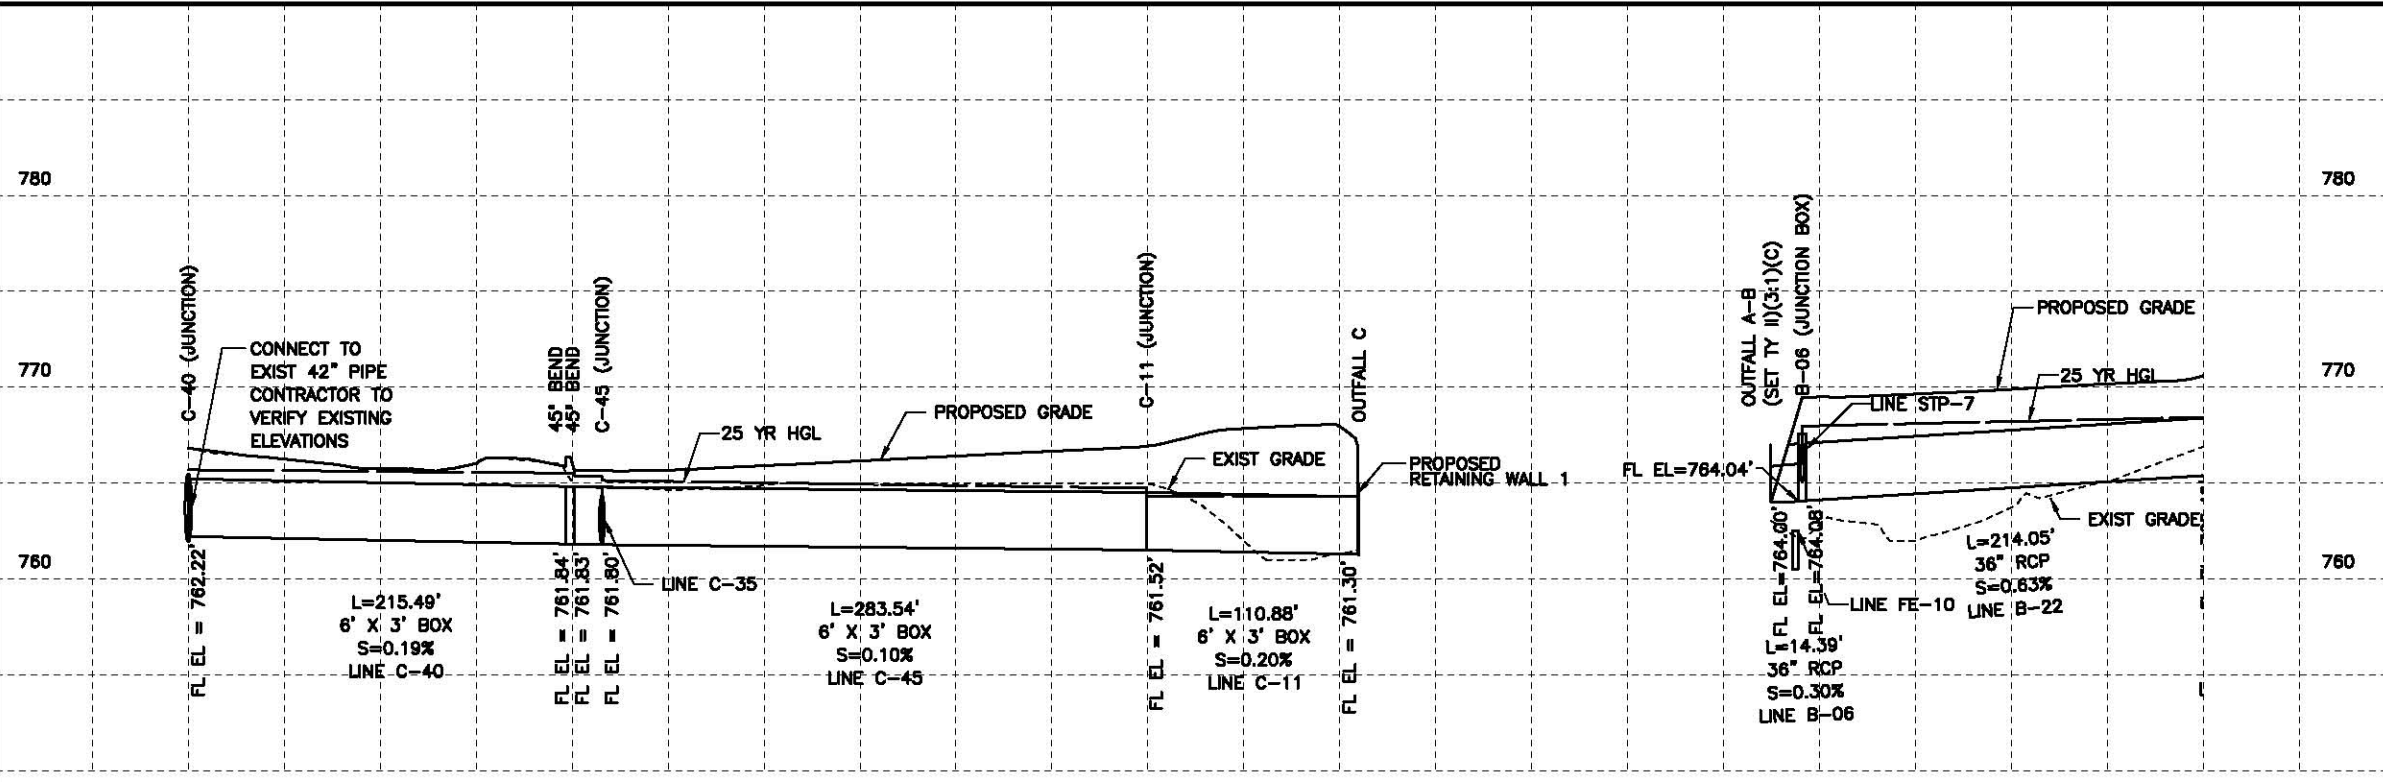 780
770
760
C-40 (JUNCTION)
CONNECT TO
EXIST 42" PIPE
CONTRACTOR TO
VERIFY EXISTING
ELEVATIONS
45° BEND
45° BEND
C-45 (JUNCTION)
25 YR HGL
PROPOSED GRADE
C-11 (JUNCTION)
EXIST GRADE
OUTFALL C
PROPOSED
RETAINING WALL 1
FL EL = 762.22'
L=215.49'
6' X 3' BOX
S=0.19%
LINE C-40
FL EL = 761.84'
FL EL = 761.83'
FL EL = 761.80'
LINE C-35
L=283.54'
6' X 3' BOX
S=0.10%
LINE C-45
FL EL = 761.52'
L=110.88'
6' X 3' BOX
S=0.20%
LINE C-11
FL EL = 761.30'
OUTFALL A-B
(SET TY II)(3:1)(C)
B-06 (JUNCTION BOX)
PROPOSED GRADE
25 YR HGL
LINE STP-7
FL EL=764.04'
EXIST GRADE
FL EL=764.00'
FL EL=764.08'
L=214.05'
36" RCP
S=0.63%
LINE B-22
LINE FE-10
L=14.39'
36" RCP
S=0.30%
LINE B-06
780
770
760